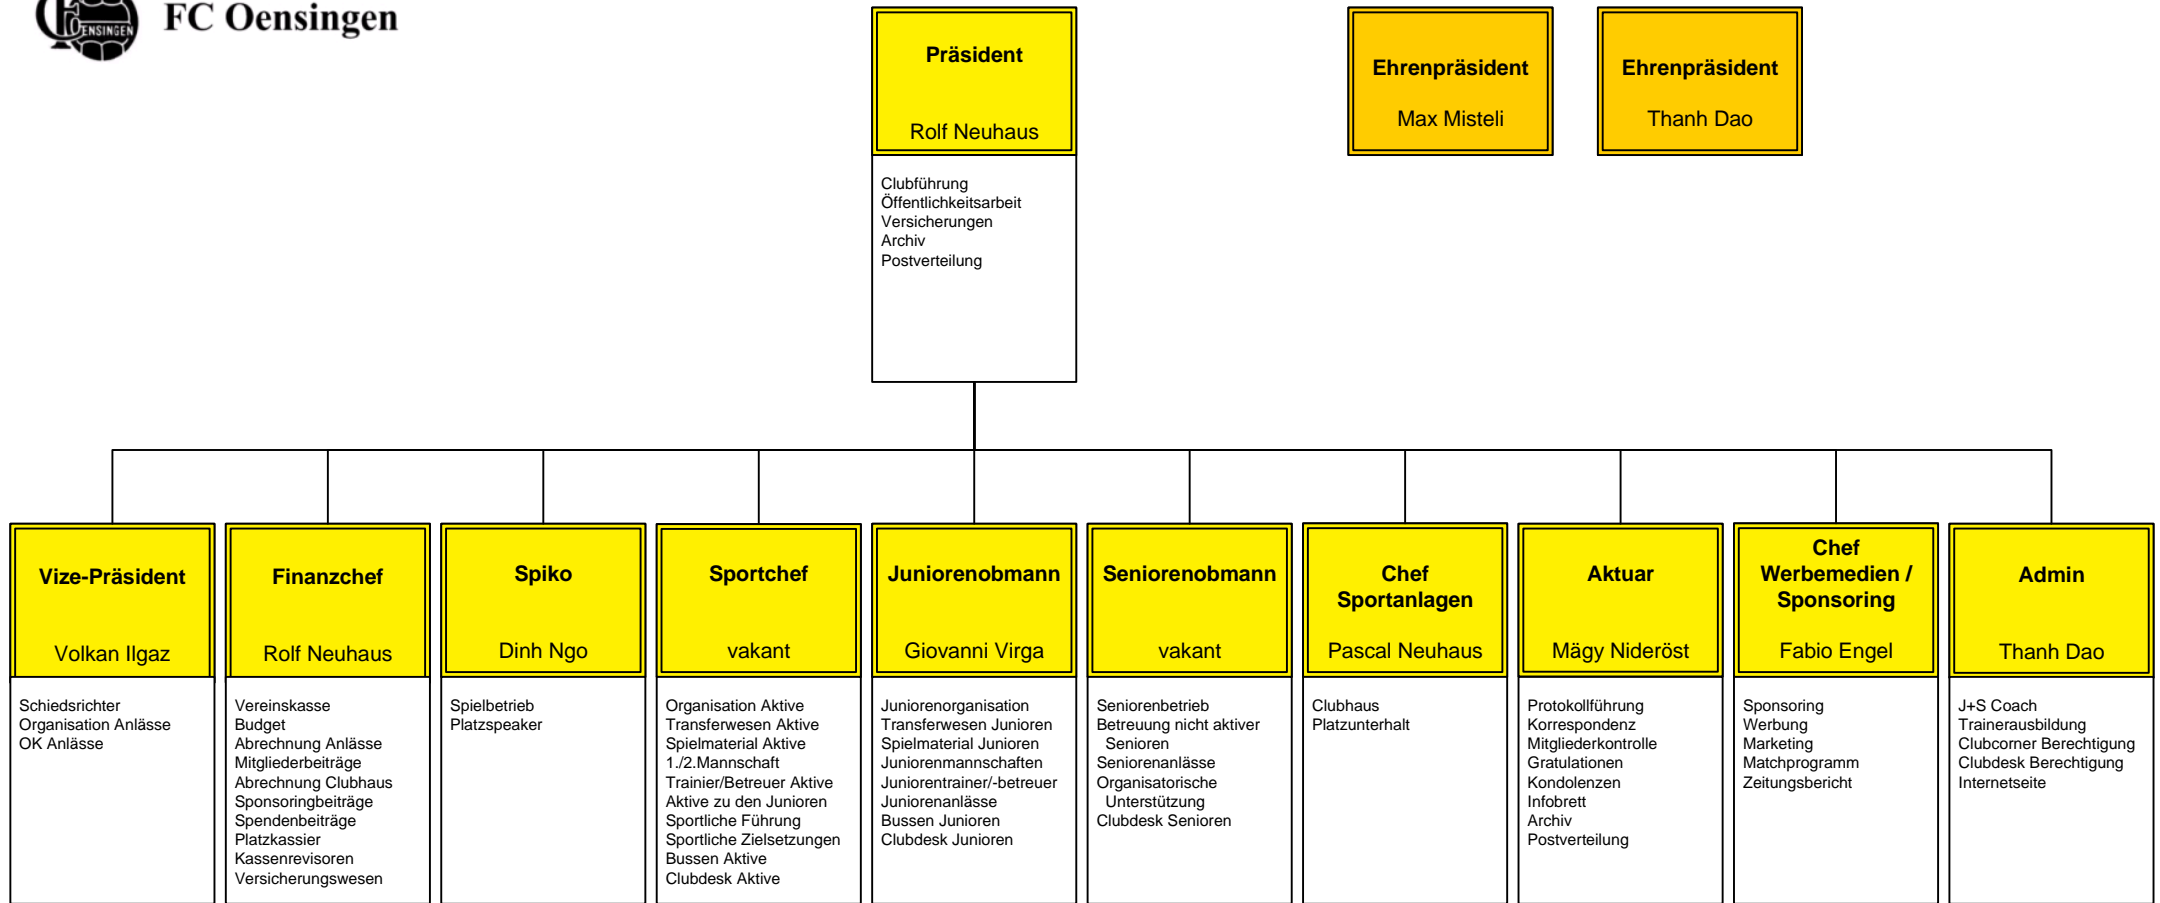 OENSINGEN
FC Oensingen
Präsident
Rolf Neuhaus
Clubführung
Öffentlichkeitsarbeit
Versicherungen
Archiv
Postverteilung
Ehrenpräsident
Max Misteli
Ehrenpräsident
Thanh Dao
Vize-Präsident
Volkan Ilgaz
Schiedsrichter
Organisation Anlässe
OK Anlässe
Finanzchef
Rolf Neuhaus
Vereinskasse
Budget
Abrechnung Anlässe
Mitgliederbeiträge
Abrechnung Clubhaus
Sponsoringbeiträge
Spendenbeiträge
Platzkassier
Kassenrevisoren
Versicherungswesen
Spiko
Dinh Ngo
Spielbetrieb
Platzspeaker
Sportchef
vakant
Organisation Aktive
Transferwesen Aktive
Spielmaterial Aktive
1./2.Mannschaft
Trainier/Betreuer Aktive
Aktive zu den Junioren
Sportliche Führung
Sportliche Zielsetzungen
Bussen Aktive
Clubdesk Aktive
Juniorenobmann
Giovanni Virga
Juniorenorganisation
Transferwesen Junioren
Spielmaterial Junioren
Juniorenmannschaften
Juniorentrainer/-betreuer
Juniorenanlässe
Bussen Junioren
Clubdesk Junioren
Seniorenobmann
vakant
Seniorenbetrieb
Betreuung nicht aktiver
Senioren
Seniorenanlässe
Organisatorische
Unterstützung
Clubdesk Senioren
Chef
Sportanlagen
Pascal Neuhaus
Clubhaus
Platzunterhalt
Aktuar
Mägy Nideröst
Protokollführung
Korrespondenz
Mitgliederkontrolle
Gratulationen
Kondolenzen
Infobrett
Archiv
Postverteilung
Chef
Werbemedien /
Sponsoring
Fabio Engel
Sponsoring
Werbung
Marketing
Matchprogramm
Zeitungsbericht
Admin
Thanh Dao
J+S Coach
Trainerausbildung
Clubcorner Berechtigung
Clubdesk Berechtigung
Internetseite